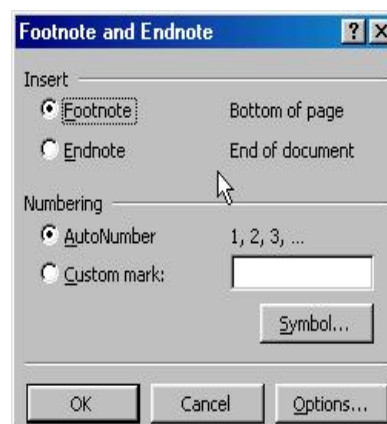 Footnote and Endnote ? X
Insert
Footnote Bottom of page
Endnote End of document
Numbering
AutoNumber 1, 2, 3, ...
Custom mark:
Symbol...
OK Cancel Options...